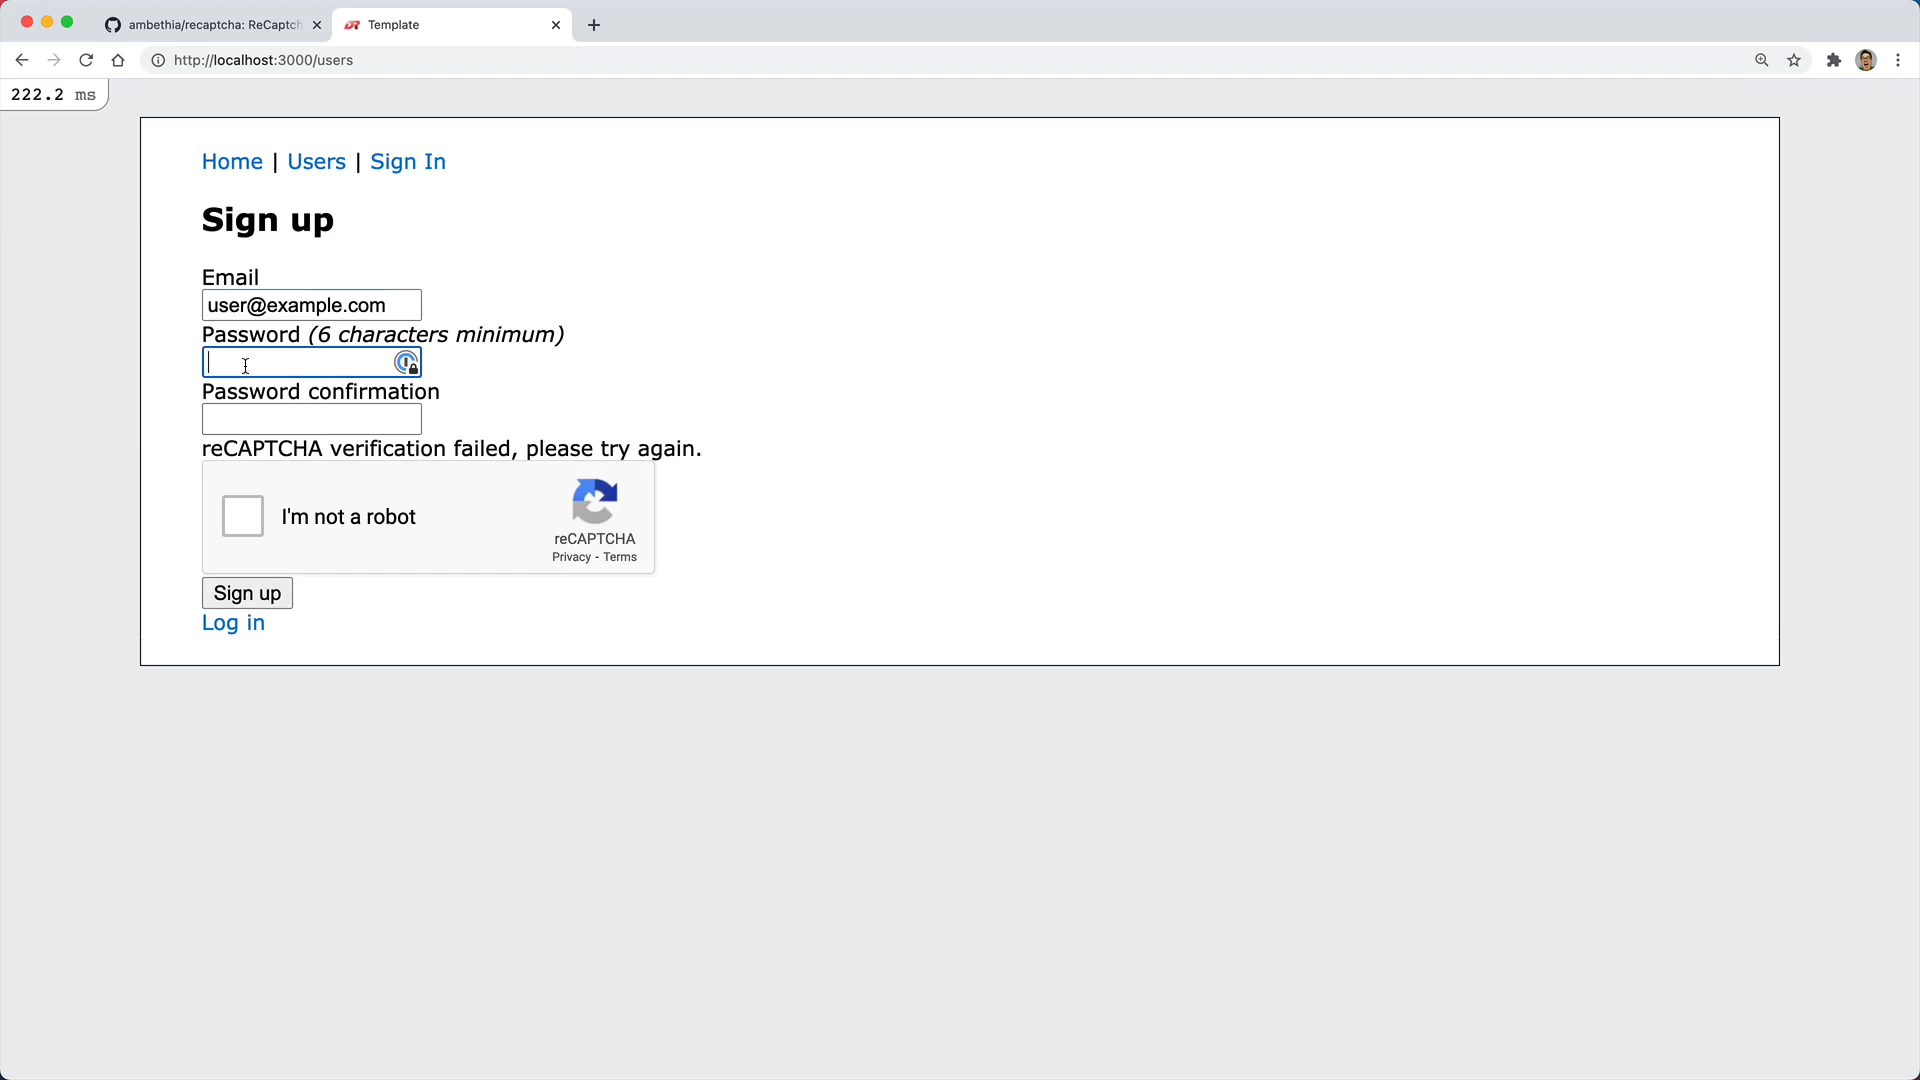 ambethia/recaptcha: ReCaptch
Template
http://localhost:3000/users
222.2 ms
Home | Users | Sign In
Sign up
Email
user@example.com
Password (6 characters minimum)
Password confirmation
reCAPTCHA verification failed, please try again.
I'm not a robot
reCAPTCHA
Privacy - Terms
Sign up
Log in